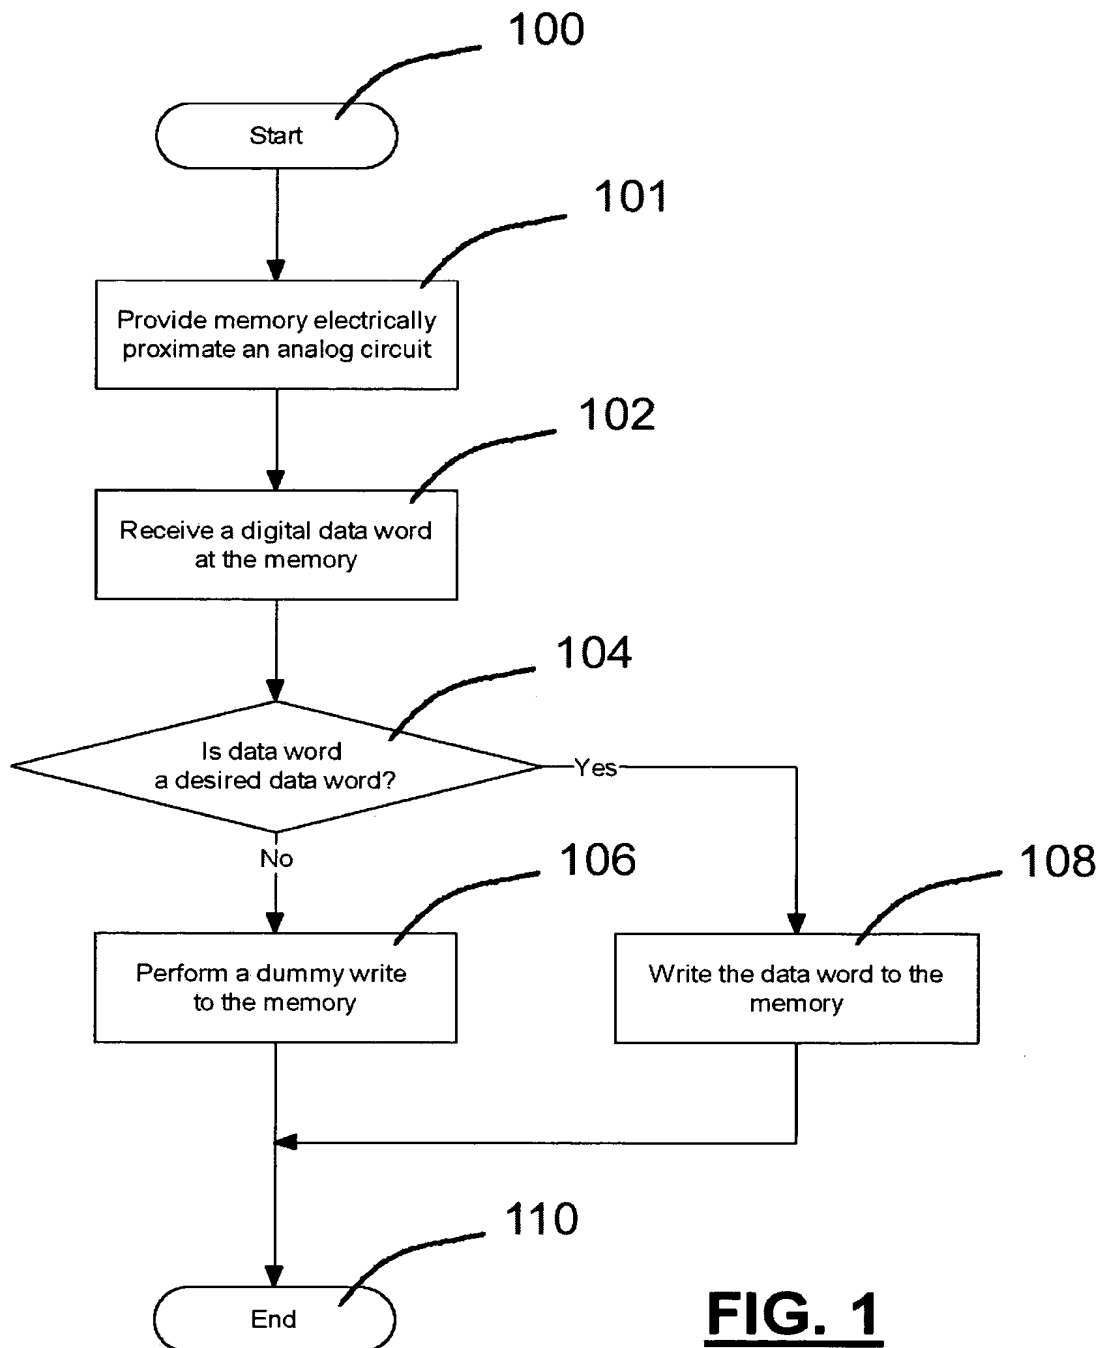 100
Start
101
Provide memory electrically
proximate an analog circuit
102
Receive a digital data word
at the memory
104
Is data word
a desired data word?
Yes
No
106
108
Perform a dummy write
to the memory
Write the data word to the
memory
110
End
FIG. 1